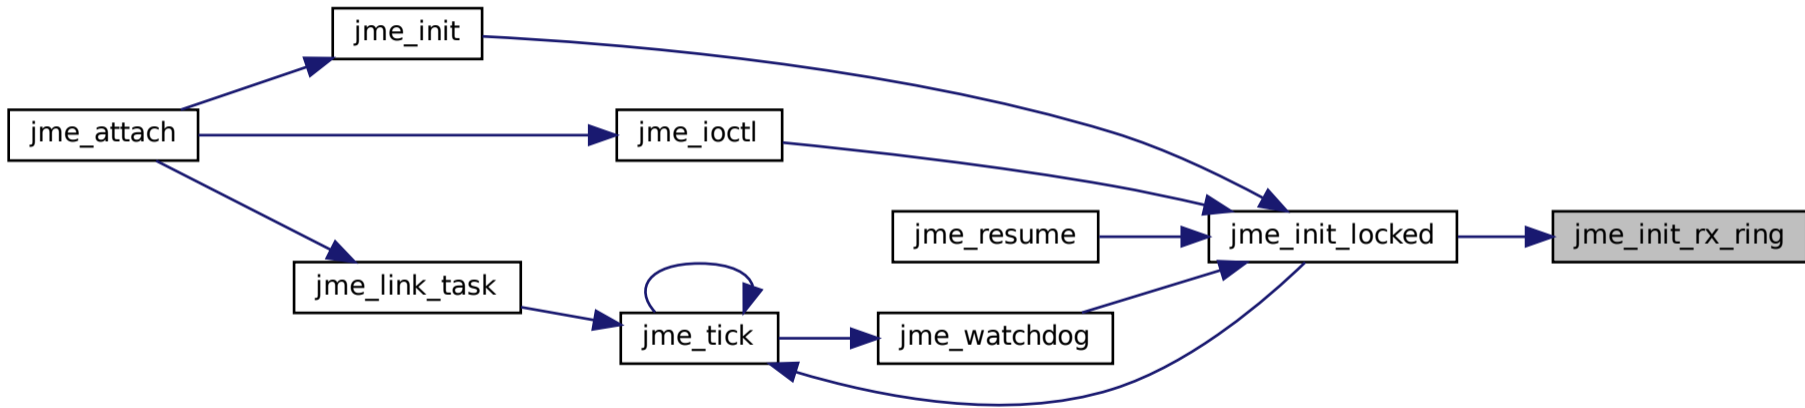 jme_init
jme_attach
jme_ioctl
jme_resume
jme_init_locked
jme_init_rx_ring
jme_link_task
jme_tick
jme_watchdog